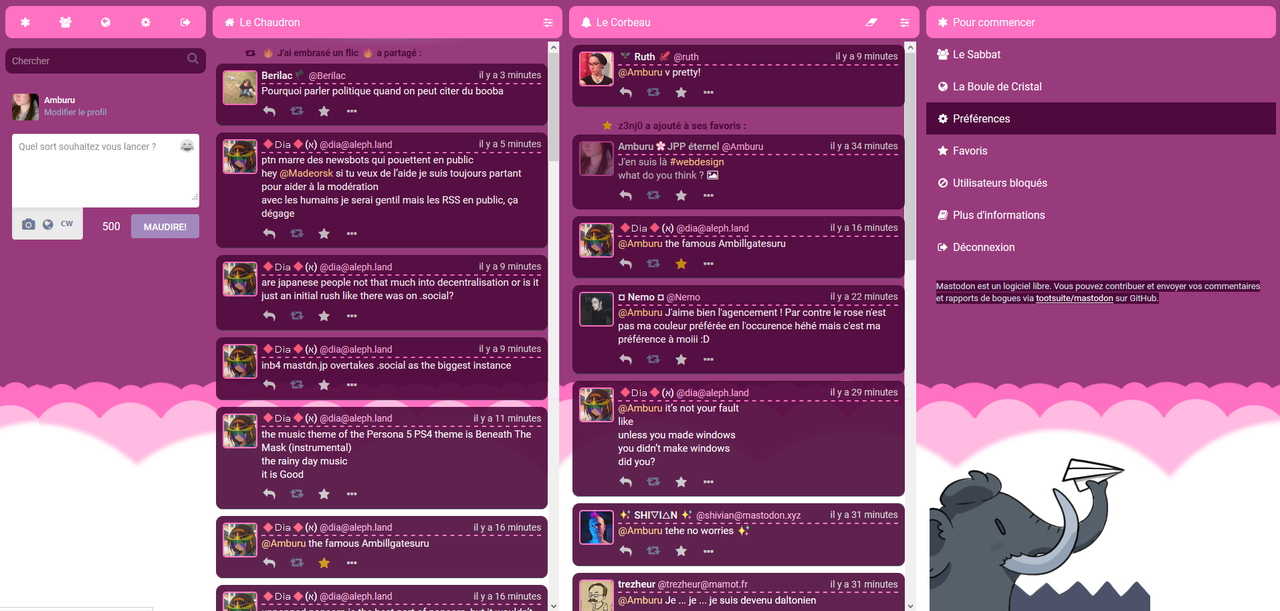 Chercher
Amburu
Modifier le profil
Quel sort souhaitez vous lancer ?
CW
500
MAUDIRE!
Le Chaudron
J'ai embrasé un flic a partagé :
Berilac @Berilac il y a 3 minutes
Pourquoi parler politique quand on peut citer du booba
Dia (א) @dia@aleph.land il y a 5 minutes
ptn marre des newsbots qui pouettent en public
hey @Madeorsk si tu veux de l'aide je suis toujours partant
pour aider à la modération
avec les humains je serai gentil mais les RSS en public, ça
dégage
Dia (א) @dia@aleph.land il y a 9 minutes
are japanese people not that much into decentralisation or is it
just an initial rush like there was on .social?
Dia (א) @dia@aleph.land il y a 9 minutes
inb4 mastdn.jp overtakes .social as the biggest instance
Dia (א) @dia@aleph.land il y a 11 minutes
the music theme of the Persona 5 PS4 theme is Beneath The
Mask (instrumental)
the rainy day music
it is Good
Dia (א) @dia@aleph.land il y a 16 minutes
@Amburu the famous Ambillgatesuru
Dia (א) @dia@aleph.land il y a 16 minutes
Le Corbeau
Ruth @ruth il y a 9 minutes
@Amburu v pretty!
z3nj0 a ajouté à ses favoris :
Amburu JPP éternel @Amburu il y a 34 minutes
J'en suis là #webdesign
what do you think ?
Dia (א) @dia@aleph.land il y a 16 minutes
@Amburu the famous Ambillgatesuru
¤ Nemo ¤ @Nemo il y a 22 minutes
@Amburu J'aime bien l'agencement ! Par contre le rose n'est
pas ma couleur préférée en l'occurence héhé mais c'est ma
préférence à moiii :D
Dia (א) @dia@aleph.land il y a 29 minutes
@Amburu it's not your fault
like
unless you made windows
you didn't make windows
did you?
✨ SHI▽I△N ✨ @shivian@mastodon.xyz il y a 31 minutes
@Amburu tehe no worries ✨
trezheur @trezheur@mamot.fr il y a 31 minutes
@Amburu Je ... je ... je suis devenu daltonien
Pour commencer
Le Sabbat
La Boule de Cristal
Préférences
Favoris
Utilisateurs bloqués
Plus d'informations
Déconnexion
Mastodon est un logiciel libre. Vous pouvez contribuer et envoyer vos commentaires
et rapports de bogues via tootsuite/mastodon sur GitHub.